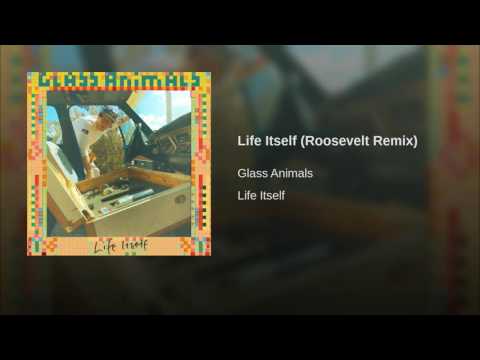 GLASS ANIMALS
Life Itself
Life Itself (Roosevelt Remix)
Glass Animals
Life Itself